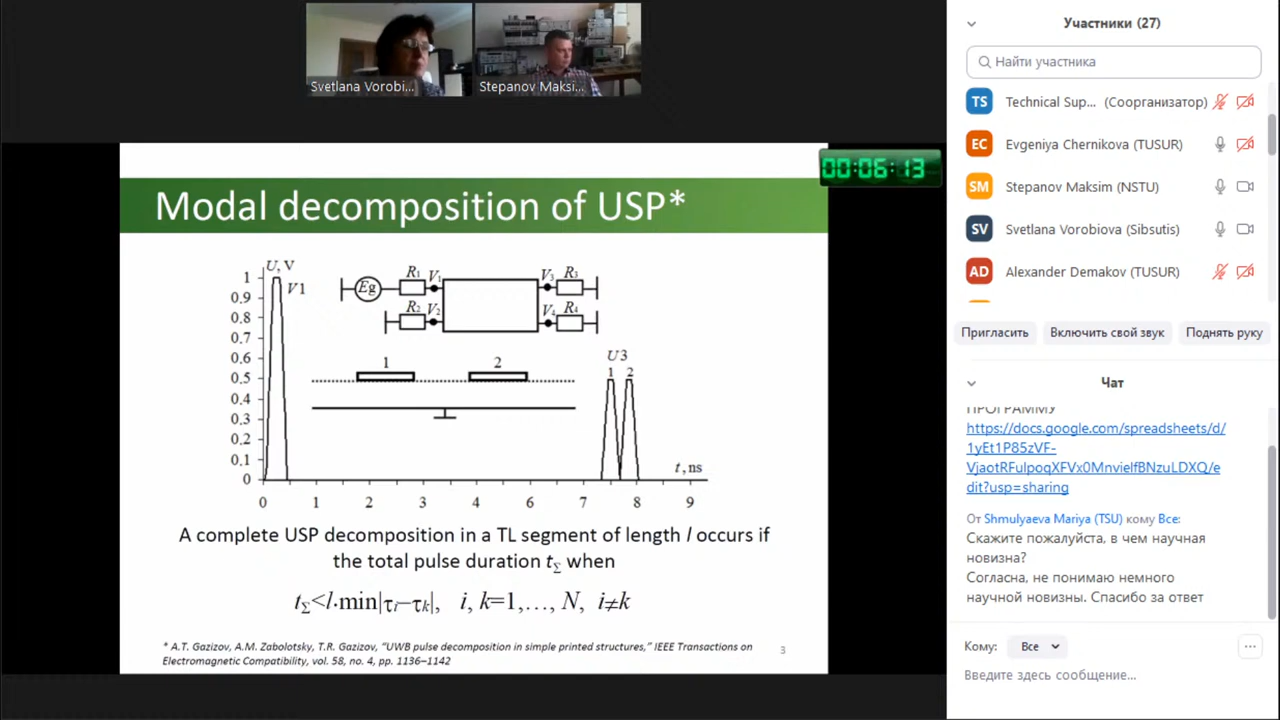 Svetlana Vorobi...
Stepanov Maksi...
00:06:13
Modal decomposition of USP*
U, V
V1
1
0.9
0.8
0.7
0.6
0.5
0.4
0.3
0.2
0.1
0
Eg
R1
V1
V3
R3
R2
V2
V4
R4
1
2
U3
1 2
t, ns
0 1 2 3 4 5 6 7 8 9
A complete USP decomposition in a TL segment of length l occurs if
the total pulse duration tΣ when
tΣ<l·min|τi–τk|, i, k=1,…, N, i≠k
* A.T. Gazizov, A.M. Zabolotsky, T.R. Gazizov, “UWB pulse decomposition in simple printed structures,” IEEE Transactions on
Electromagnetic Compatibility, vol. 58, no. 4, pp. 1136–1142
3
Участники (27)
Найти участника
TS Technical Sup... (Соорганизатор)
EC Evgeniya Chernikova (TUSUR)
SM Stepanov Maksim (NSTU)
SV Svetlana Vorobiova (Sibsutis)
AD Alexander Demakov (TUSUR)
Пригласить
Включить свой звук
Поднять руку
Чат
ПРОГРАММУ
https://docs.google.com/spreadsheets/d/
1yEt1P85zVF-
VjaotRFulpoqXFVx0MnvielfBNzuLDXQ/e
dit?usp=sharing
От Shmulyaeva Mariya (TSU) кому Все:
Скажите пожалуйста, в чем научная
новизна?
Согласна, не понимаю немного
научной новизны. Спасибо за ответ
Кому: Все
Введите здесь сообщение...